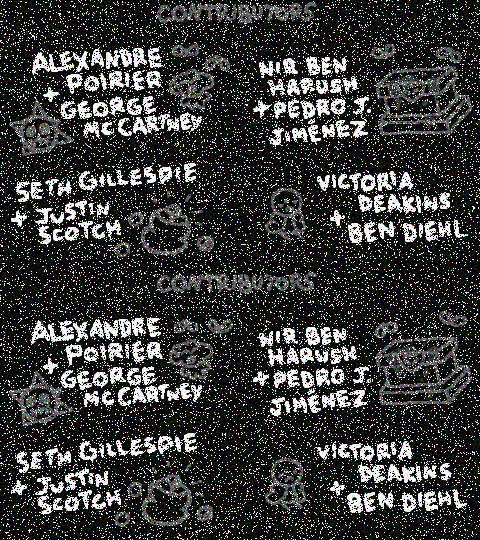 CONTRIBUTORS
ALEXANDRE
POIRIER
+ GEORGE
MCCARTNEY
NIR BEN
HARUSH
+ PEDRO J.
JIMENEZ
SETH GILLESPIE
+ JUSTIN
SCOTCH
VICTORIA
DEAKINS
+ BEN DIEHL
CONTRIBUTORS
ALEXANDRE
POIRIER
+ GEORGE
MCCARTNEY
NIR BEN
HARUSH
+ PEDRO J.
JIMENEZ
SETH GILLESPIE
+ JUSTIN
SCOTCH
VICTORIA
DEAKINS
+ BEN DIEHL